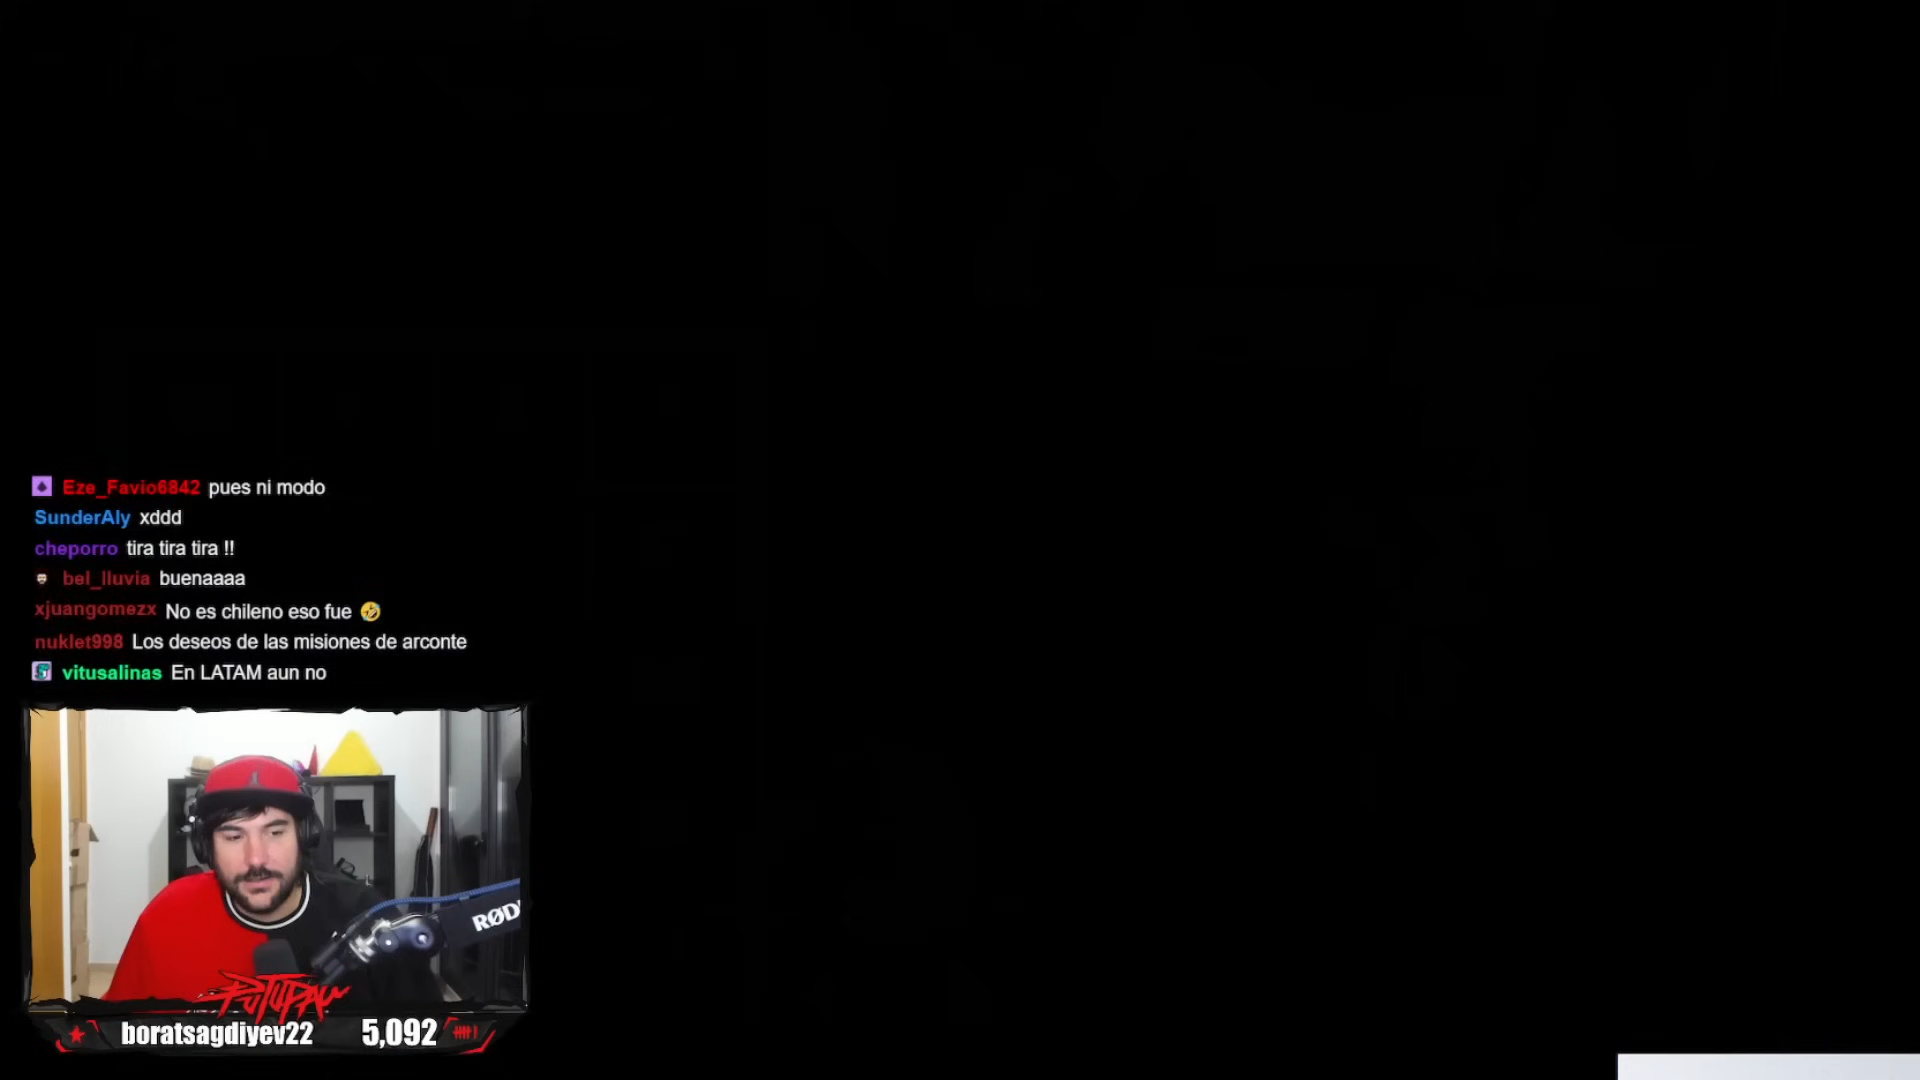 Eze_Favio6842 pues ni modo
SunderAly xddd
cheporro tira tira tira !!
bel_lluvia buenaaaa
xjuangomezx No es chileno eso fue 🤣
nuklet998 Los deseos de las misiones de arconte
vitusalinas En LATAM aun no
RØD
PUTUPAU
boratsagdiyev22 5,092